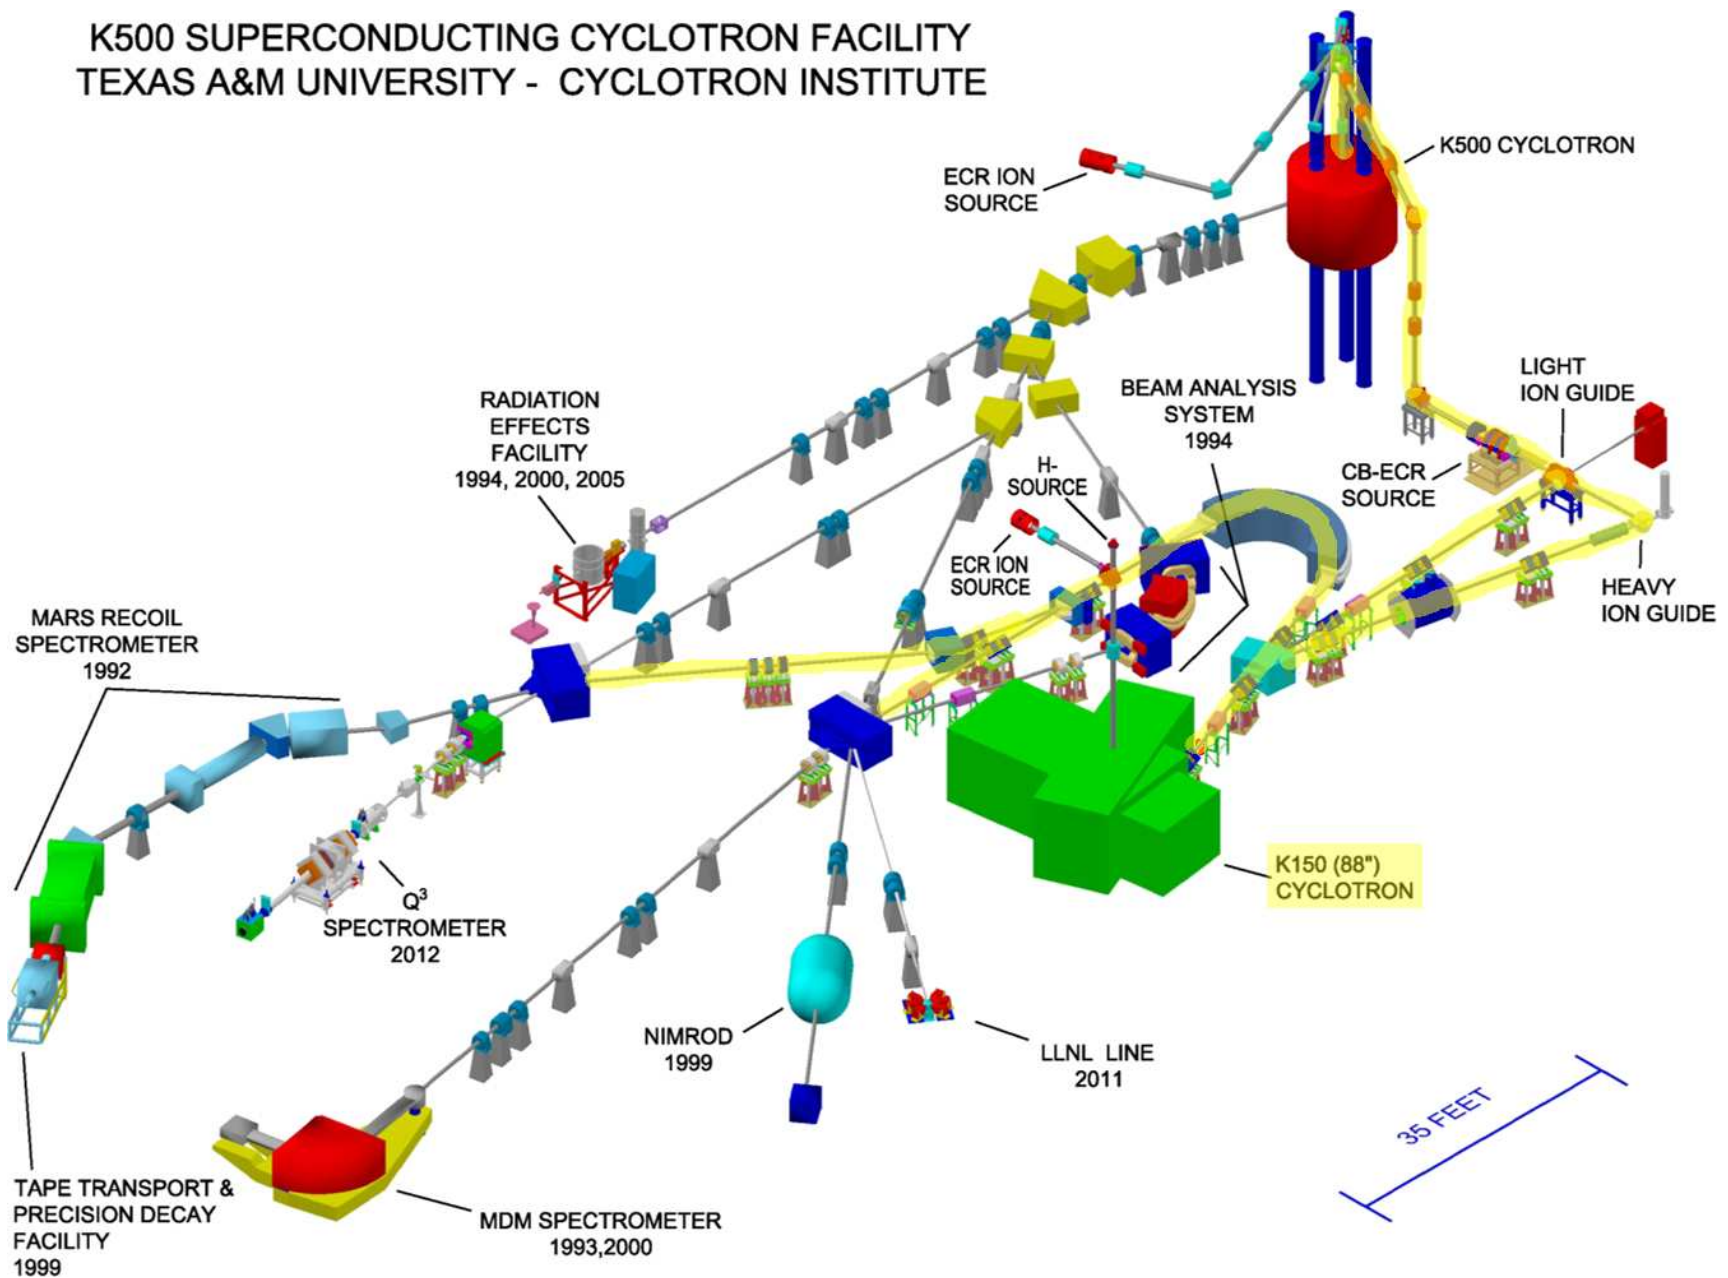 K500 SUPERCONDUCTING CYCLOTRON FACILITY
TEXAS A&M UNIVERSITY - CYCLOTRON INSTITUTE
K500 CYCLOTRON
ECR ION
SOURCE
LIGHT
ION GUIDE
BEAM ANALYSIS
SYSTEM
1994
RADIATION
EFFECTS
FACILITY
1994, 2000, 2005
H-
SOURCE
CB-ECR
SOURCE
ECR ION
SOURCE
HEAVY
ION GUIDE
MARS RECOIL
SPECTROMETER
1992
K150 (88")
CYCLOTRON
Q3
SPECTROMETER
2012
NIMROD
1999
LLNL LINE
2011
35 FEET
TAPE TRANSPORT &
PRECISION DECAY
FACILITY
1999
MDM SPECTROMETER
1993,2000